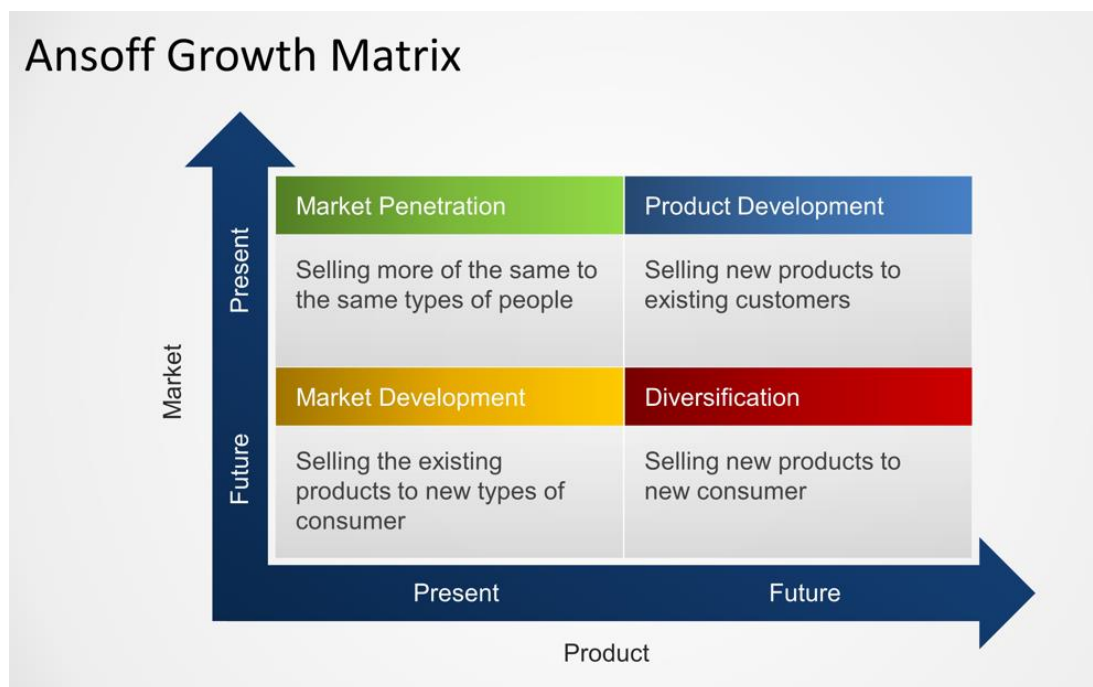 Ansoff Growth Matrix
Market Penetration
Product Development
Selling more of the same to
the same types of people
Selling new products to
existing customers
Present
Market
Market Development
Diversification
Selling the existing
products to new types of
consumer
Selling new products to
new consumer
Future
Present
Future
Product